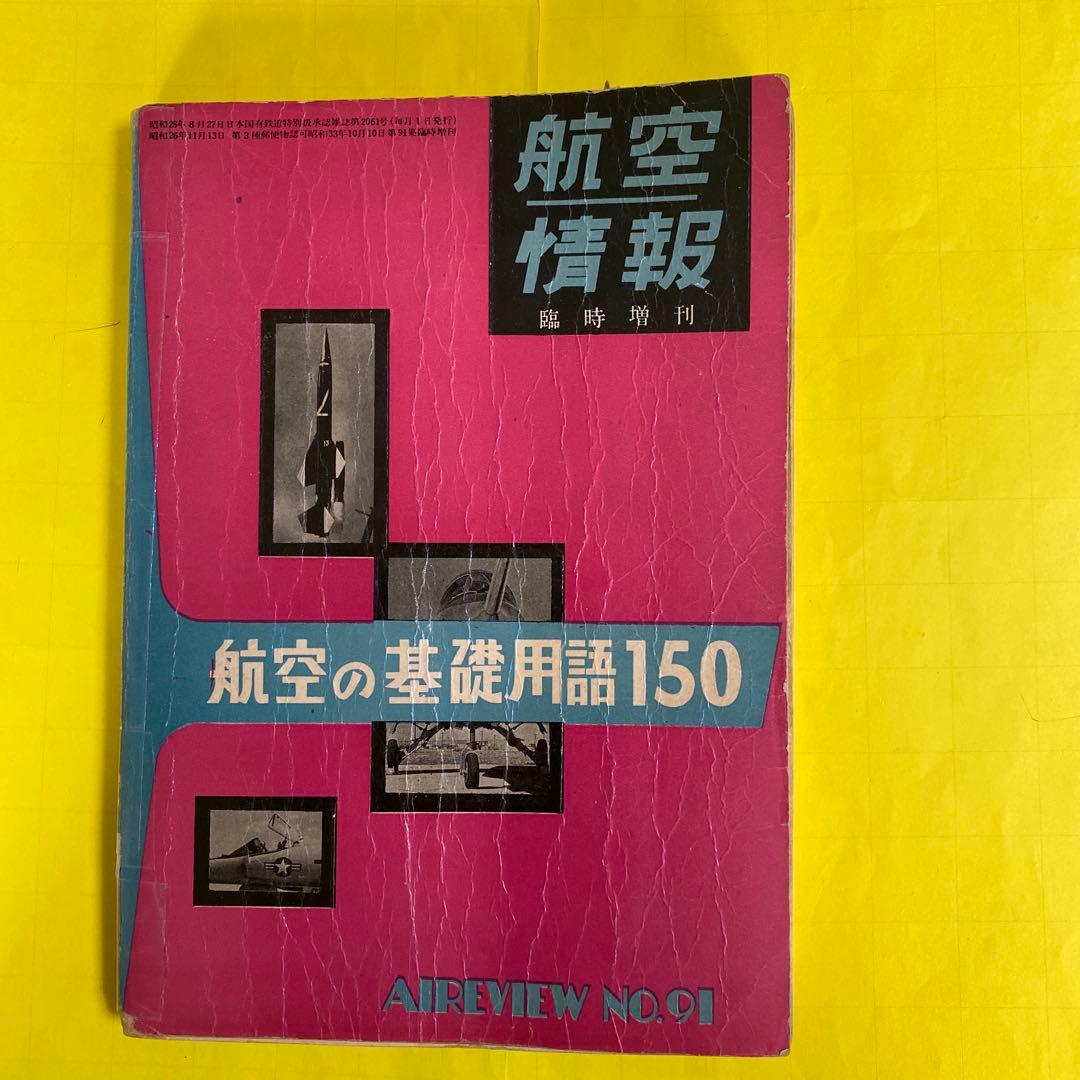 昭和25年8月27日日本国有鉄道特別扱承認雑誌第2061号(毎月1日発行)
昭和26年11月13日 第3種郵便物認可昭和33年10月10日第91集臨時増刊
航空
情報
臨時増刊
13
航空の基礎用語150
AIREVIEW NO.91